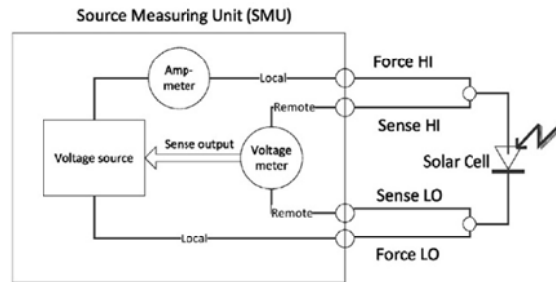 Source Measuring Unit (SMU)
Amp-
meter
Local
Force HI
Remote
Sense HI
Voltage source
Sense output
Voltage
meter
Solar Cell
Remote
Sense LO
Local
Force LO